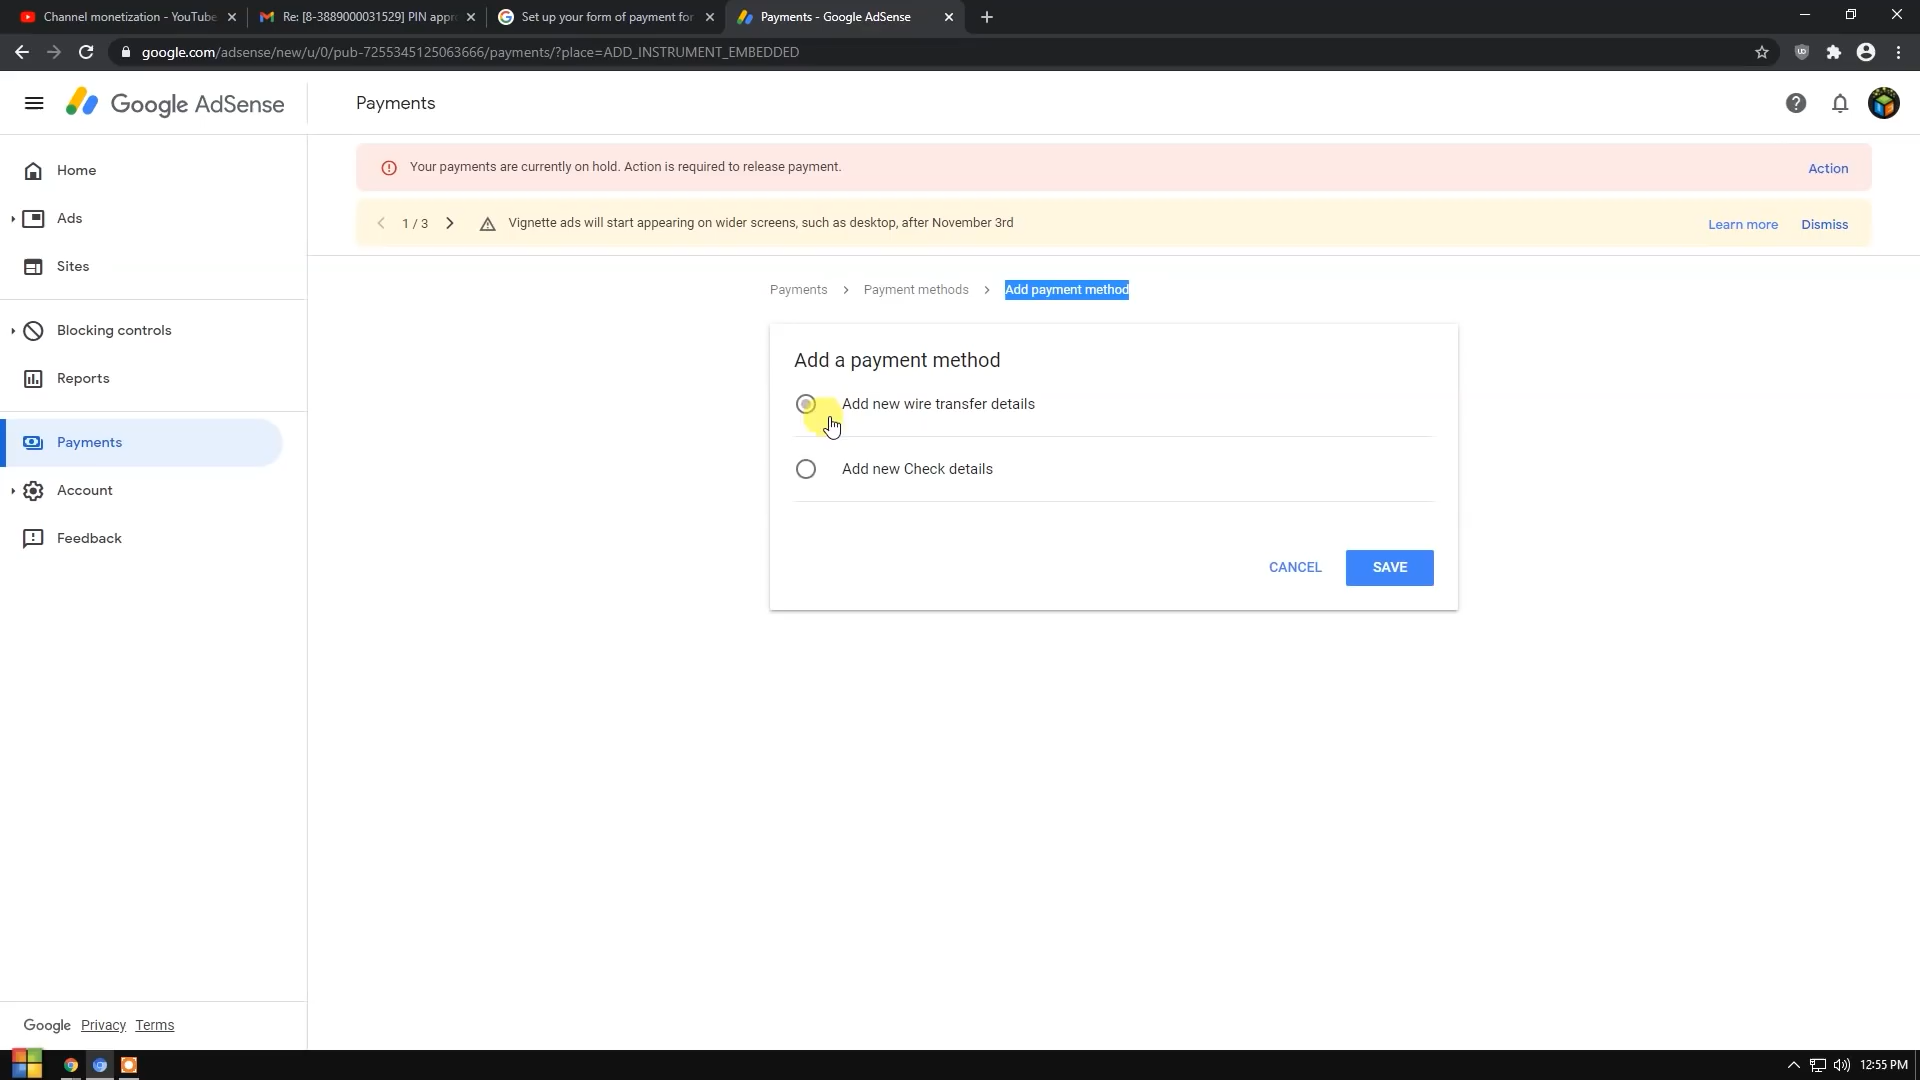 Channel monetization - YouTube
Re: [8-3889000031529] PIN appr
Set up your form of payment for
Payments - Google AdSense
google.com/adsense/new/u/0/pub-7255345125063666/payments/?place=ADD_INSTRUMENT_EMBEDDED
Google AdSense
Payments
Home
Ads
Sites
Blocking controls
Reports
Payments
Account
Feedback
Your payments are currently on hold. Action is required to release payment.
Action
1 / 3
Vignette ads will start appearing on wider screens, such as desktop, after November 3rd
Learn more
Dismiss
Payments
Payment methods
Add payment method
Add a payment method
Add new wire transfer details
Add new Check details
CANCEL
SAVE
Google Privacy Terms
12:55 PM